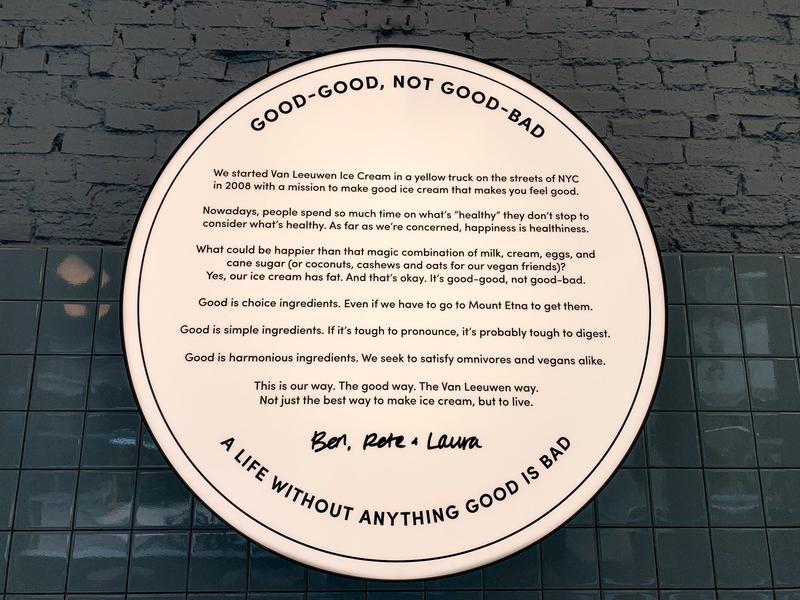 GOOD-GOOD, NOT GOOD-BAD
We started Van Leeuwen Ice Cream in a yellow truck on the streets of NYC
in 2008 with a mission to make good ice cream that makes you feel good.
Nowadays, people spend so much time on what's "healthy" they don't stop to
consider what's healthy. As far as we're concerned, happiness is healthiness.
What could be happier than that magic combination of milk, cream, eggs, and
cane sugar (or coconuts, cashews and oats for our vegan friends)?
Yes, our ice cream has fat. And that's okay. It's good-good, not good-bad.
Good is choice ingredients. Even if we have to go to Mount Etna to get them.
Good is simple ingredients. If it's tough to pronounce, it's probably tough to digest.
Good is harmonious ingredients. We seek to satisfy omnivores and vegans alike.
This is our way. The good way. The Van Leeuwen way.
Not just the best way to make ice cream, but to live.
Ben, Pete + Laura
A LIFE WITHOUT ANYTHING GOOD IS BAD